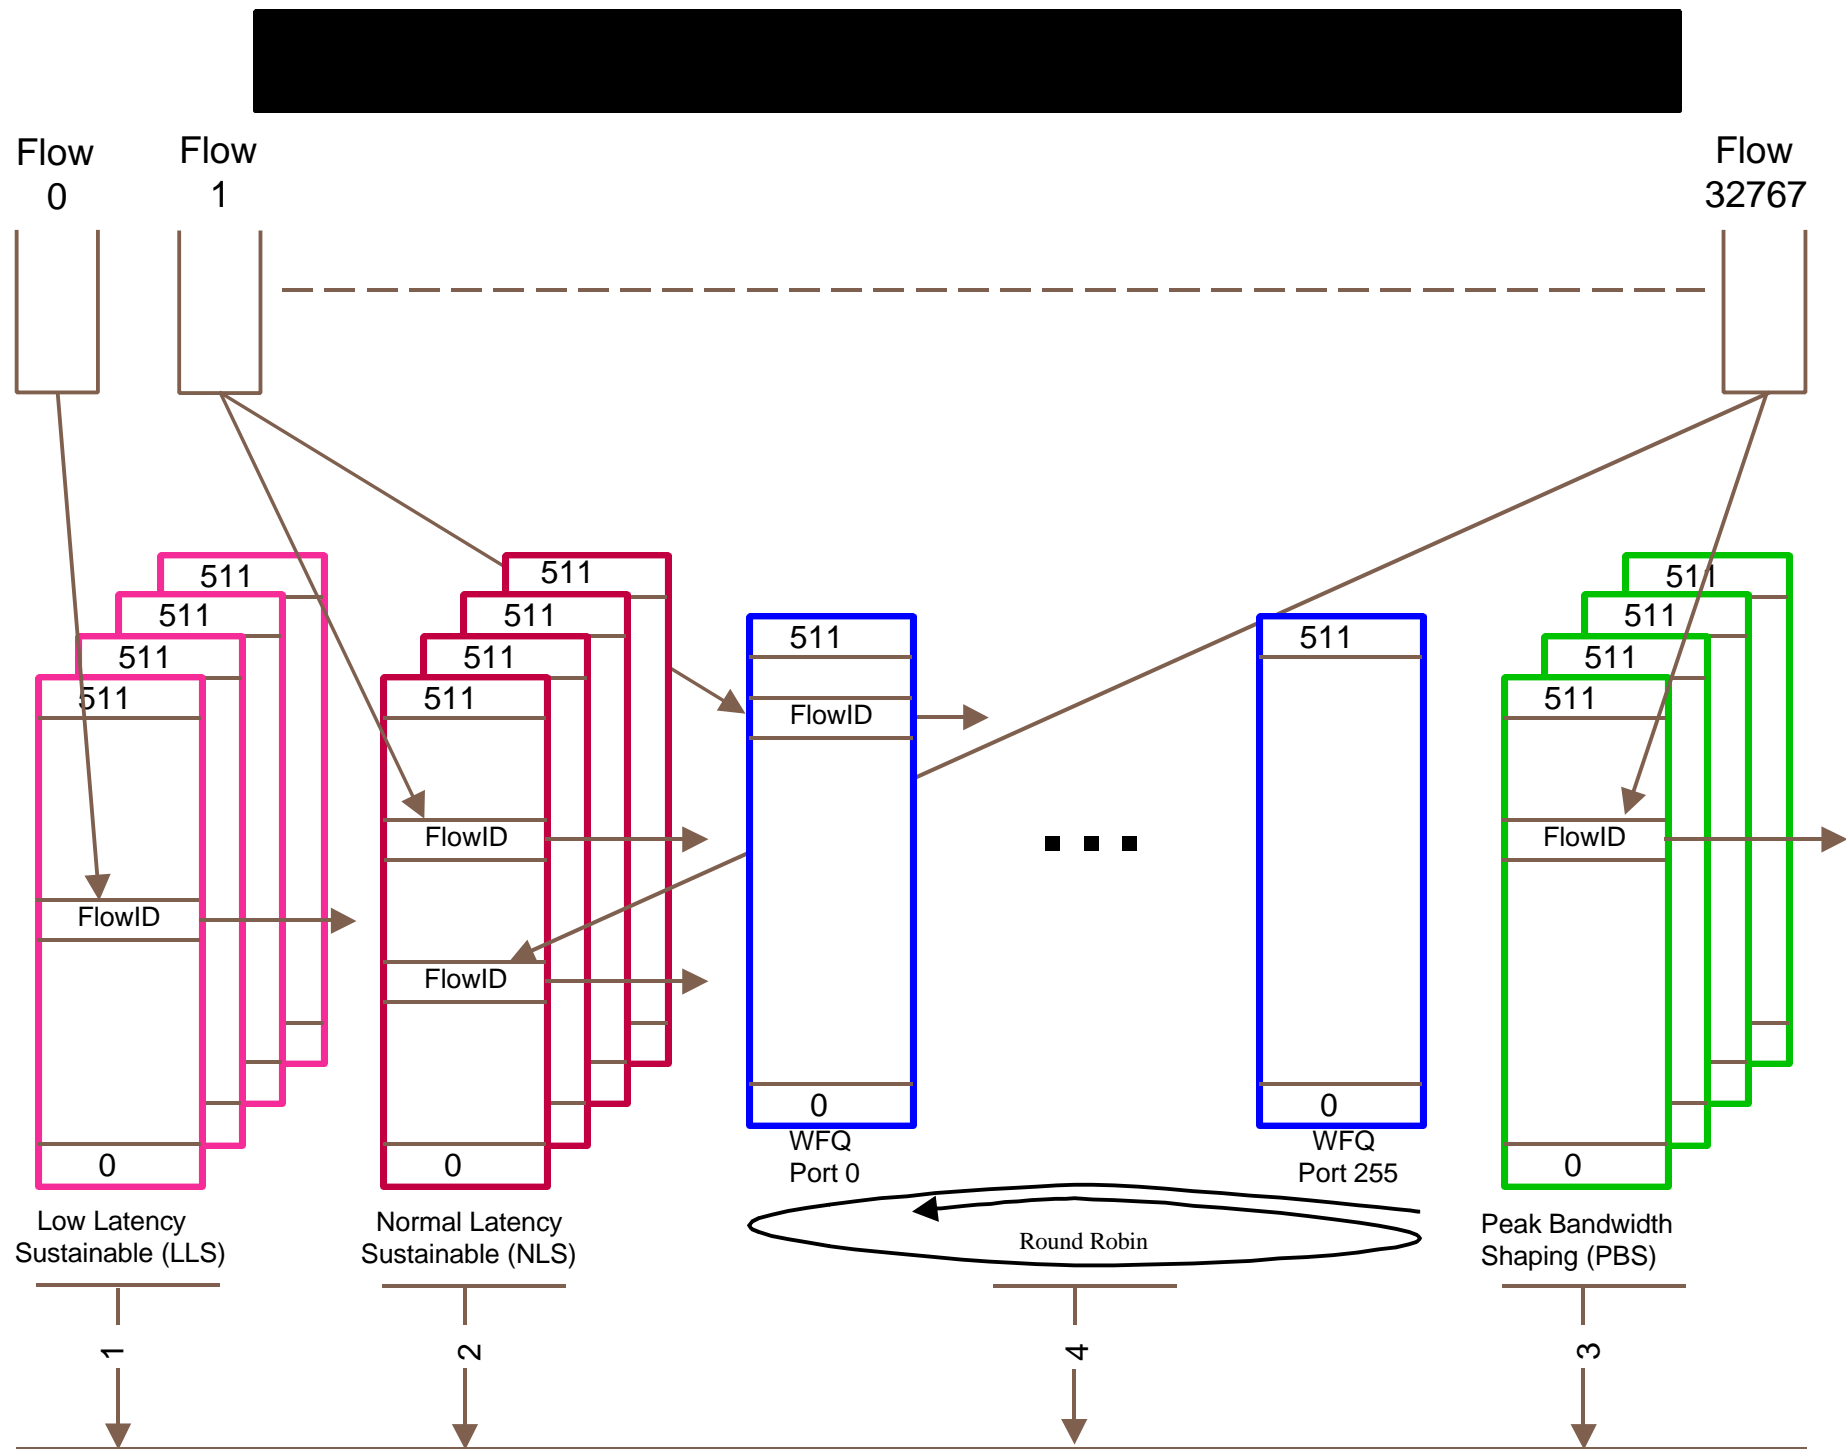 Flow
0
Flow
1
Flow
32767
511
511
511
511
FlowID
0
511
511
511
511
FlowID
FlowID
0
511
FlowID
0
WFQ
Port 0
511
0
WFQ
Port 255
511
511
511
511
FlowID
0
Low Latency
Sustainable (LLS)
Normal Latency
Sustainable (NLS)
Round Robin
Peak Bandwidth
Shaping (PBS)
1
2
4
3